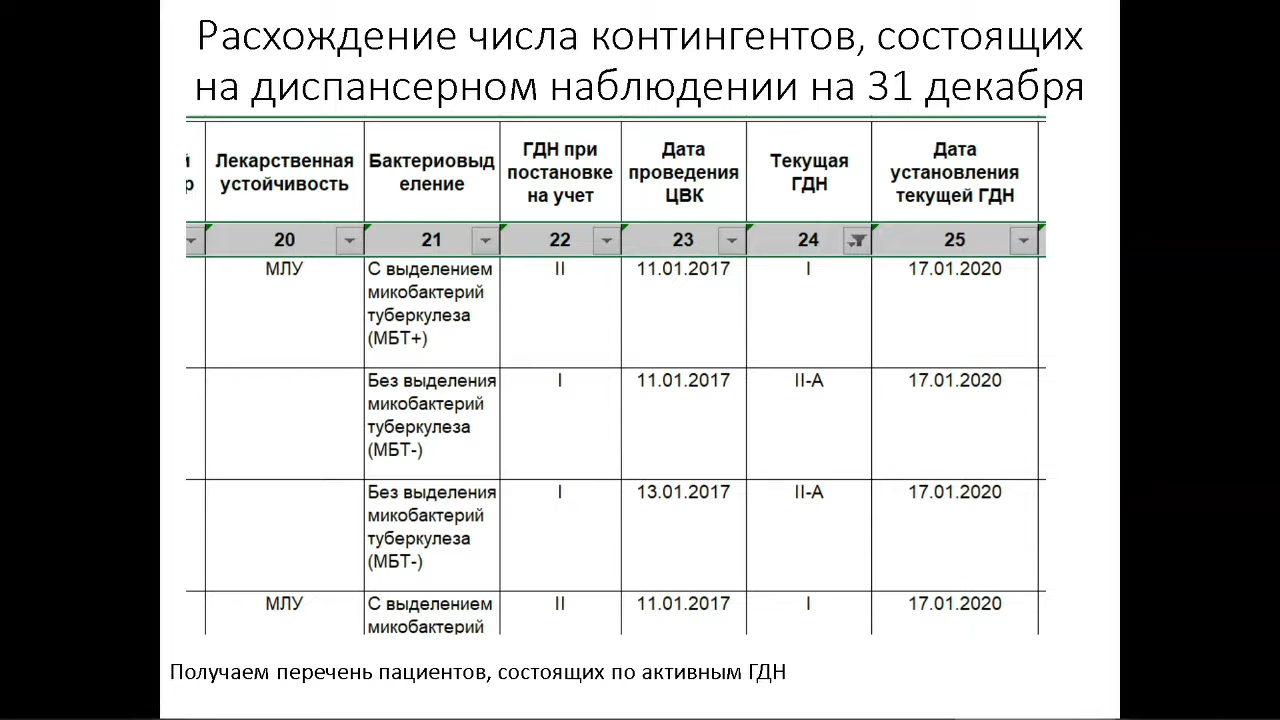 Расхождение числа контингентов, состоящих
на диспансерном наблюдении на 31 декабря
й
р
Лекарственная
устойчивость
Бактериовыд
еление
ГДН при
постановке
на учет
Дата
проведения
ЦВК
Текущая
ГДН
Дата
установления
текущей ГДН
20
21
22
23
24
25
МЛУ
С выделением
микобактерий
туберкулеза
(МБТ+)
II
11.01.2017
I
17.01.2020
Без выделения
микобактерий
туберкулеза
(МБТ-)
I
11.01.2017
II-А
17.01.2020
Без выделения
микобактерий
туберкулеза
(МБТ-)
I
13.01.2017
II-А
17.01.2020
МЛУ
С выделением
микобактерий
II
11.01.2017
I
17.01.2020
Получаем перечень пациентов, состоящих по активным ГДН